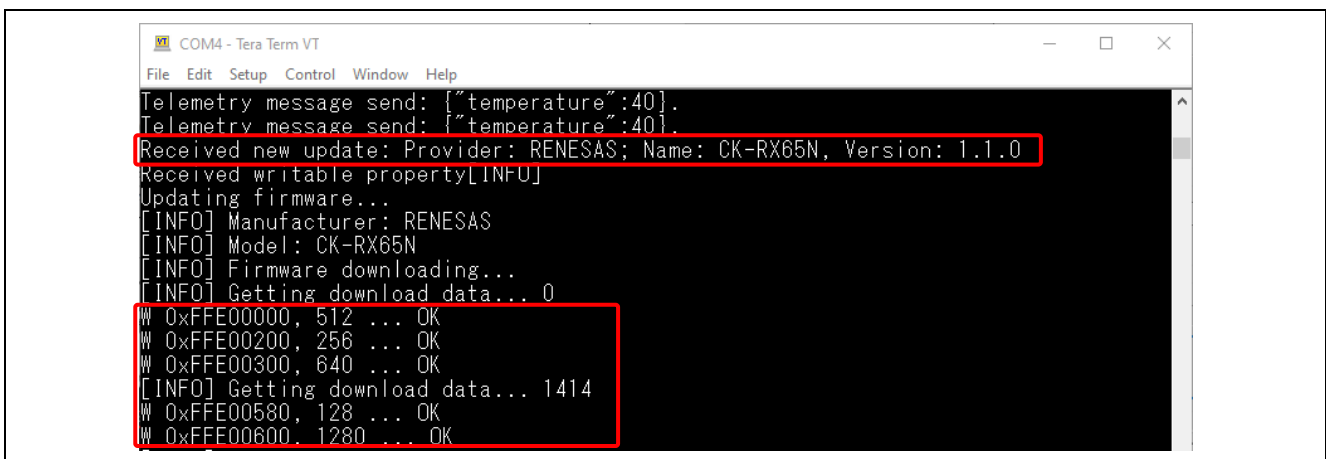 COM4 - Tera Term VT
File Edit Setup Control Window Help
Telemetry message send: {"temperature":40}.
Telemetry message send: {"temperature":40}.
Received new update: Provider: RENESAS; Name: CK-RX65N, Version: 1.1.0
Received writable property[INFO]
Updating firmware...
[INFO] Manufacturer: RENESAS
[INFO] Model: CK-RX65N
[INFO] Firmware downloading...
[INFO] Getting download data... 0
W 0xFFE00000, 512 ... OK
W 0xFFE00200, 256 ... OK
W 0xFFE00300, 640 ... OK
[INFO] Getting download data... 1414
W 0xFFE00580, 128 ... OK
W 0xFFE00600, 1280 ... OK